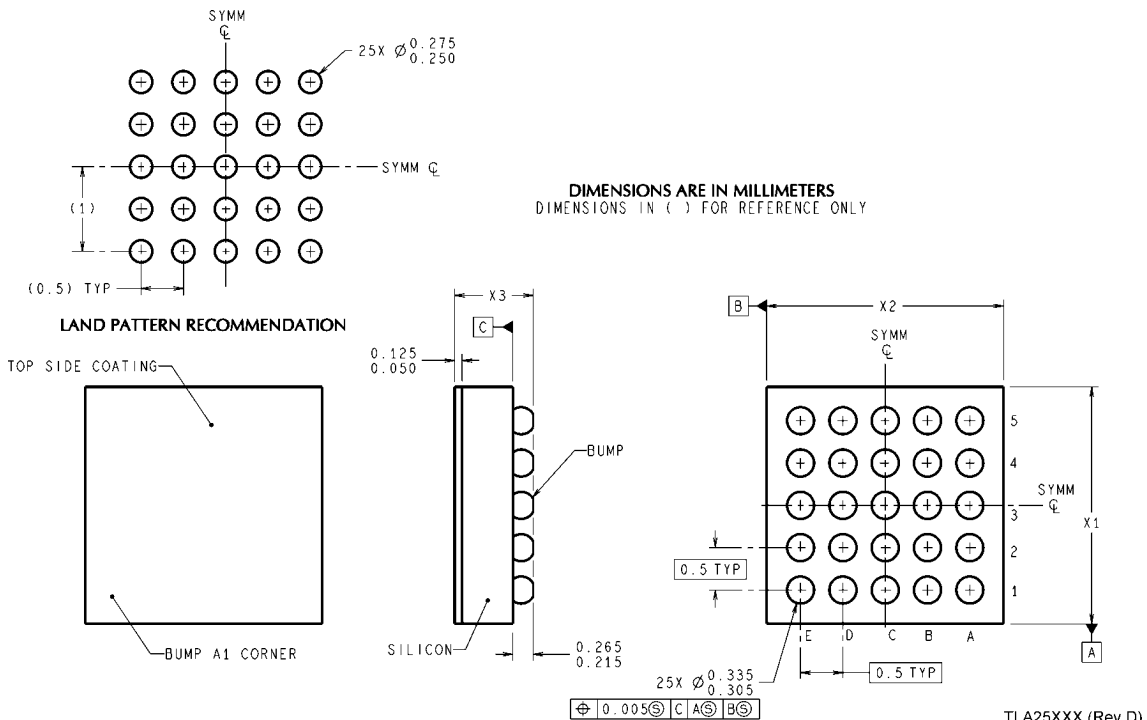 SYMM
℄
25X Ø 0.275
0.250
SYMM ℄
(1)
(0.5) TYP
LAND PATTERN RECOMMENDATION
DIMENSIONS ARE IN MILLIMETERS
DIMENSIONS IN ( ) FOR REFERENCE ONLY
TOP SIDE COATING
BUMP A1 CORNER
X3
C
0.125
0.050
BUMP
SILICON
0.265
0.215
B
X2
SYMM
℄
5
4
3
2
1
SYMM
℄
X1
0.5 TYP
E D C B A
A
0.5 TYP
25X Ø 0.335
0.305
⌖ 0.005Ⓢ C AⓈ BⓈ
TLA25XXX (Rev D)